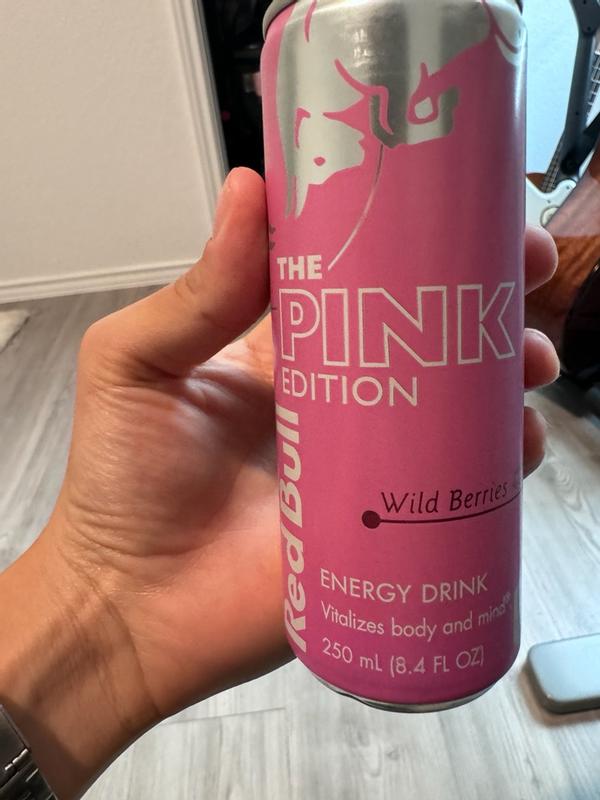 THE
PINK
EDITION
Red Bull
Wild Berries
ENERGY DRINK
Vitalizes body and mind®
250 mL (8.4 FL OZ)